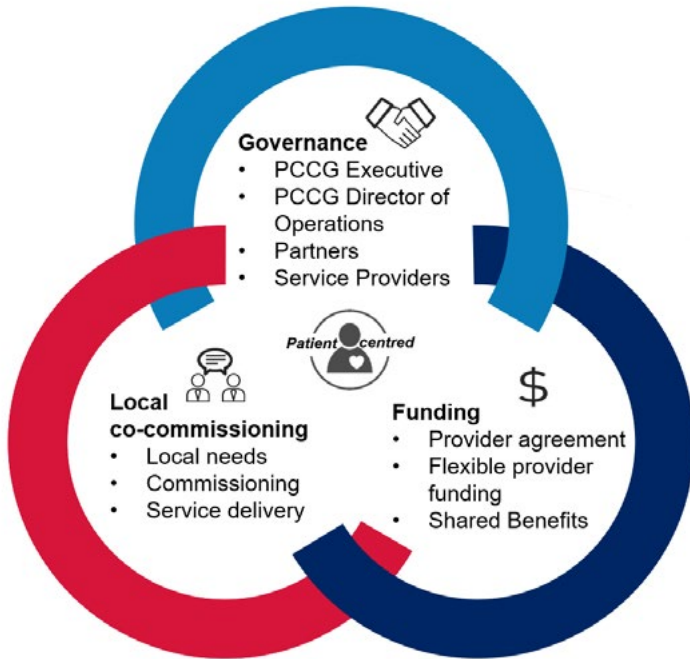 Governance
• PCCG Executive
• PCCG Director of
Operations
• Partners
• Service Providers
Patient centred
Local
co-commissioning
• Local needs
• Commissioning
• Service delivery
$
Funding
• Provider agreement
• Flexible provider
funding
• Shared Benefits